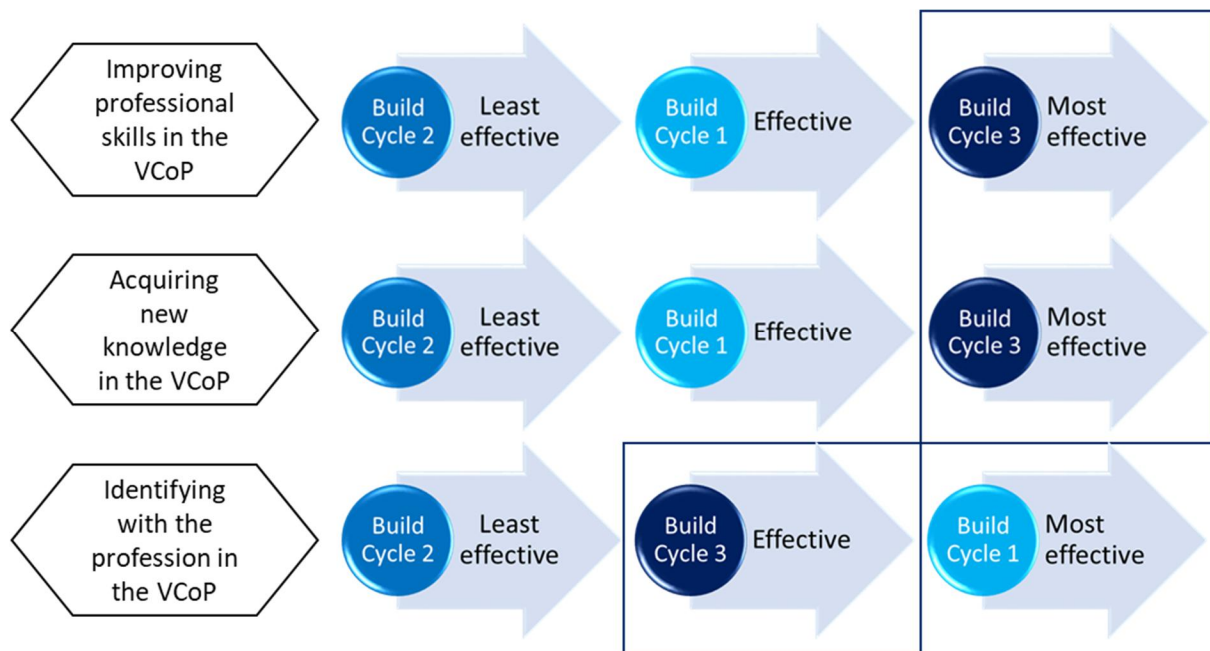 Improving
professional
skills in the
VCoP
Build
Cycle 2
Least
effective
Build
Cycle 1
Effective
Build
Cycle 3
Most
effective
Acquiring
new
knowledge
in the VCoP
Build
Cycle 2
Least
effective
Build
Cycle 1
Effective
Build
Cycle 3
Most
effective
Identifying
with the
profession in
the VCoP
Build
Cycle 2
Least
effective
Build
Cycle 3
Effective
Build
Cycle 1
Most
effective